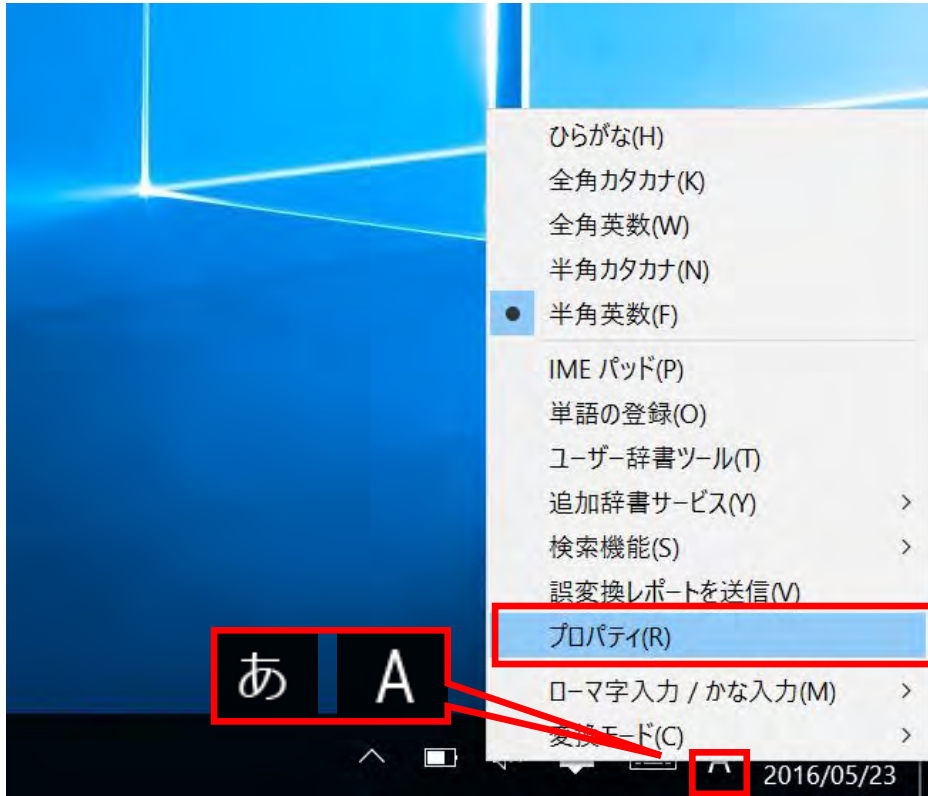 ひらがな(H)
全角カタカナ(K)
全角英数(W)
半角カタカナ(N)
半角英数(F)
IME パッド(P)
単語の登録(O)
ユーザー辞書ツール(T)
追加辞書サービス(Y)
検索機能(S)
誤変換レポートを送信(V)
プロパティ(R)
ローマ字入力 / かな入力(M)
変換モード(C)
あ A
A
2016/05/23